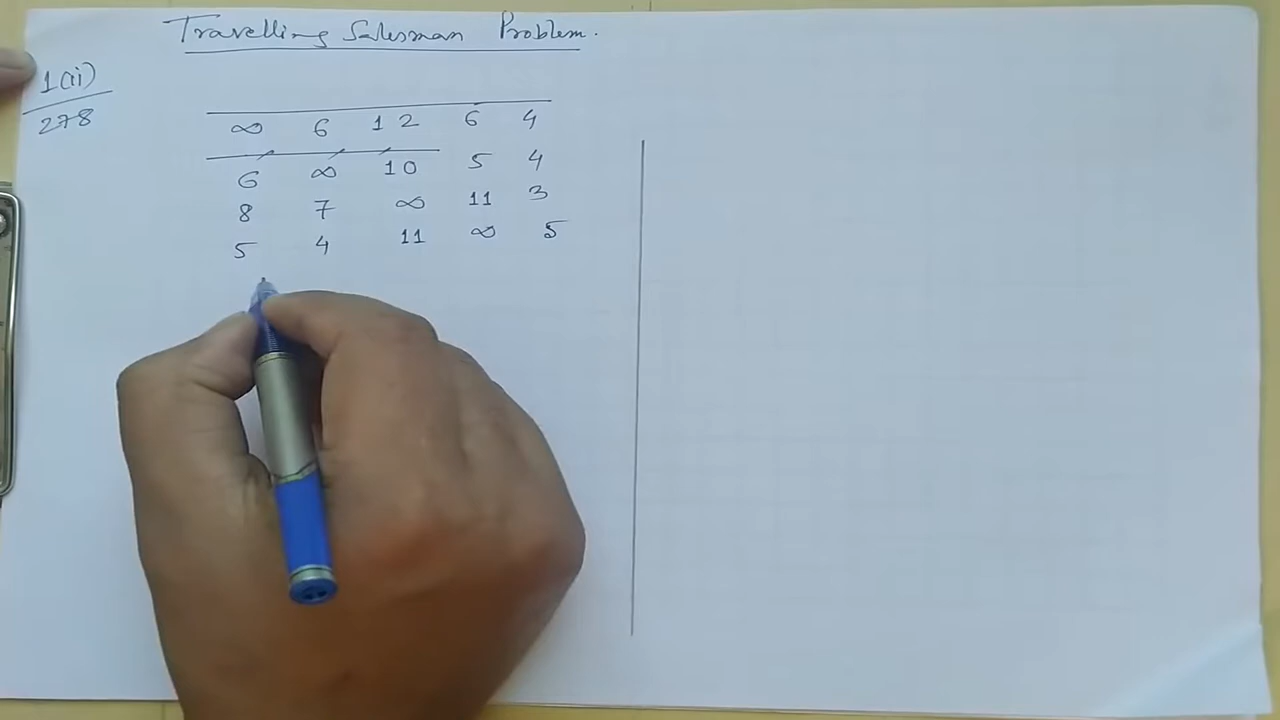 Travelling Salesman Problem.
1(ii)
278
∞ 6 12 6 4
6 ∞ 10 5 4
8 7 ∞ 11 3
5 4 11 ∞ 5